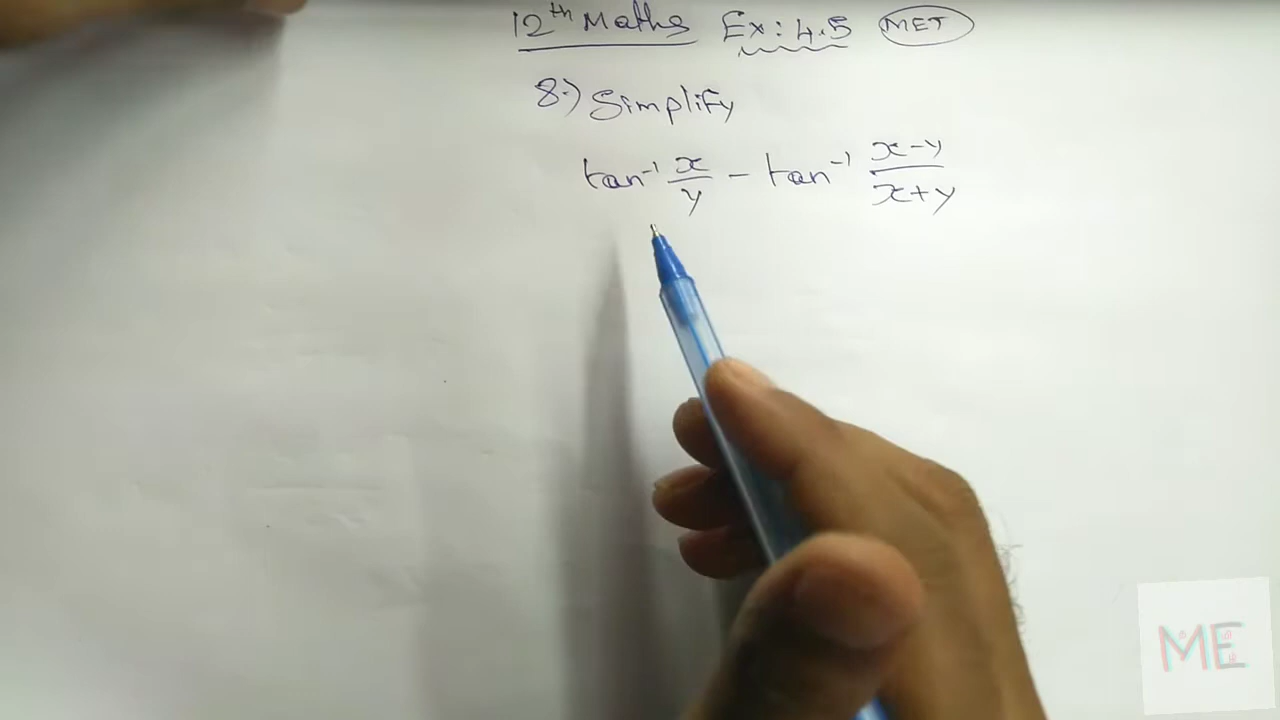 12th Maths Ex: 4.5 MET
8.) Simplify
tan⁻¹ x/y - tan⁻¹ (x-y)/(x+y)
ME